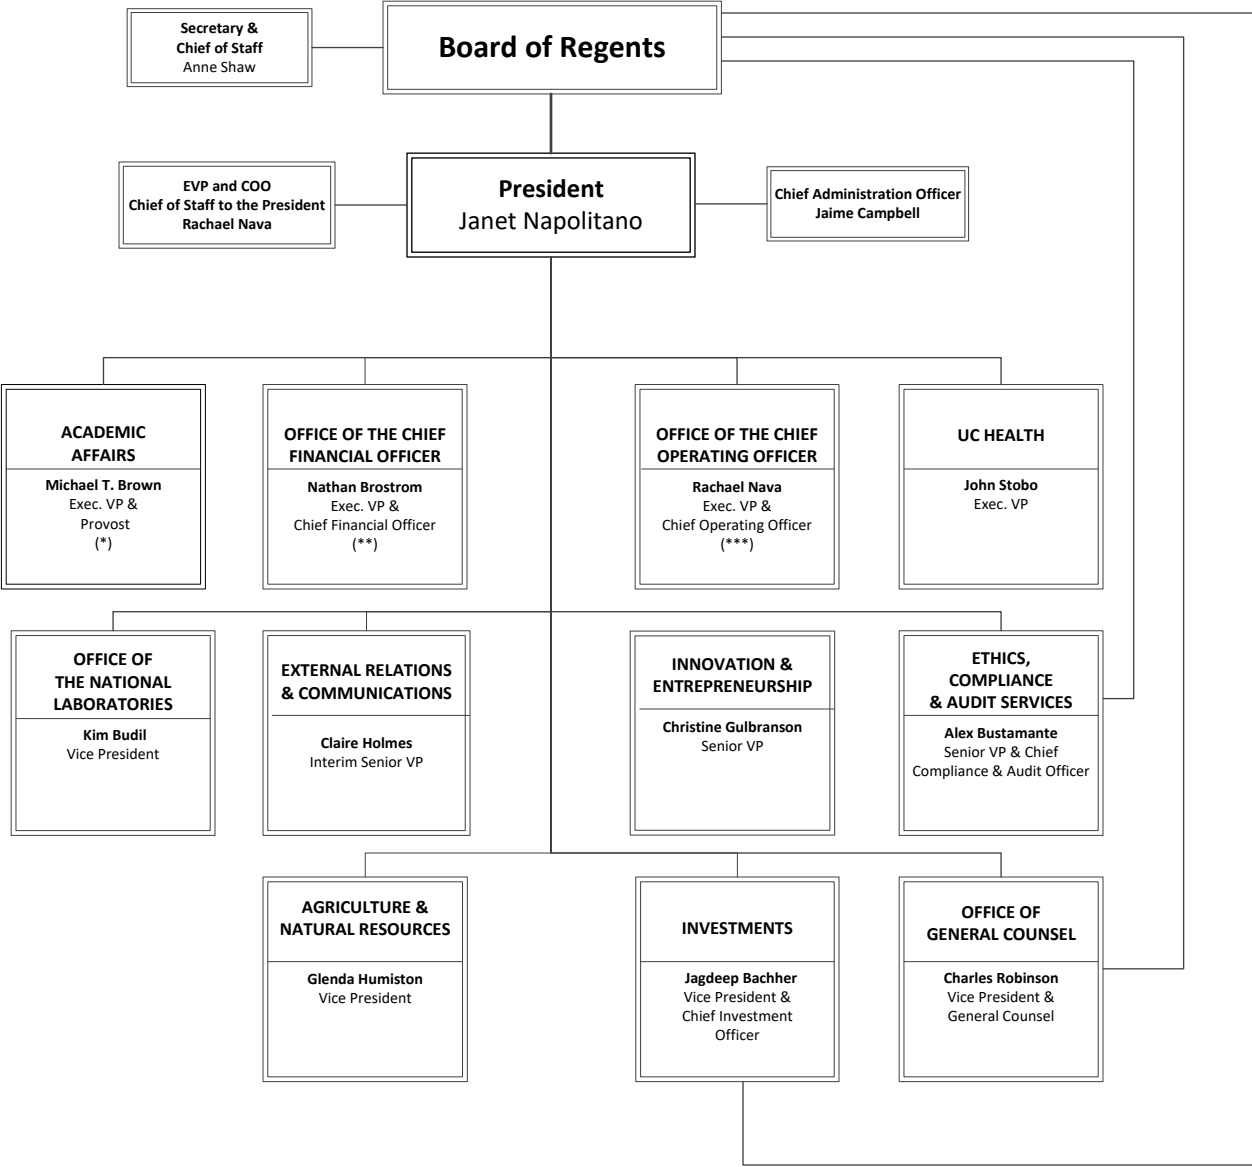 Secretary &
Chief of Staff
Anne Shaw
Board of Regents
EVP and COO
Chief of Staff to the President
Rachael Nava
President
Janet Napolitano
Chief Administration Officer
Jaime Campbell
ACADEMIC
AFFAIRS
Michael T. Brown
Exec. VP &
Provost
(*)
OFFICE OF THE CHIEF
FINANCIAL OFFICER
Nathan Brostrom
Exec. VP &
Chief Financial Officer
(**)
OFFICE OF THE CHIEF
OPERATING OFFICER
Rachael Nava
Exec. VP &
Chief Operating Officer
(***)
UC HEALTH
John Stobo
Exec. VP
OFFICE OF
THE NATIONAL
LABORATORIES
Kim Budil
Vice President
EXTERNAL RELATIONS
& COMMUNICATIONS
Claire Holmes
Interim Senior VP
INNOVATION &
ENTREPRENEURSHIP
Christine Gulbranson
Senior VP
ETHICS,
COMPLIANCE
& AUDIT SERVICES
Alex Bustamante
Senior VP & Chief
Compliance & Audit Officer
AGRICULTURE &
NATURAL RESOURCES
Glenda Humiston
Vice President
INVESTMENTS
Jagdeep Bachher
Vice President &
Chief Investment
Officer
OFFICE OF
GENERAL COUNSEL
Charles Robinson
Vice President &
General Counsel